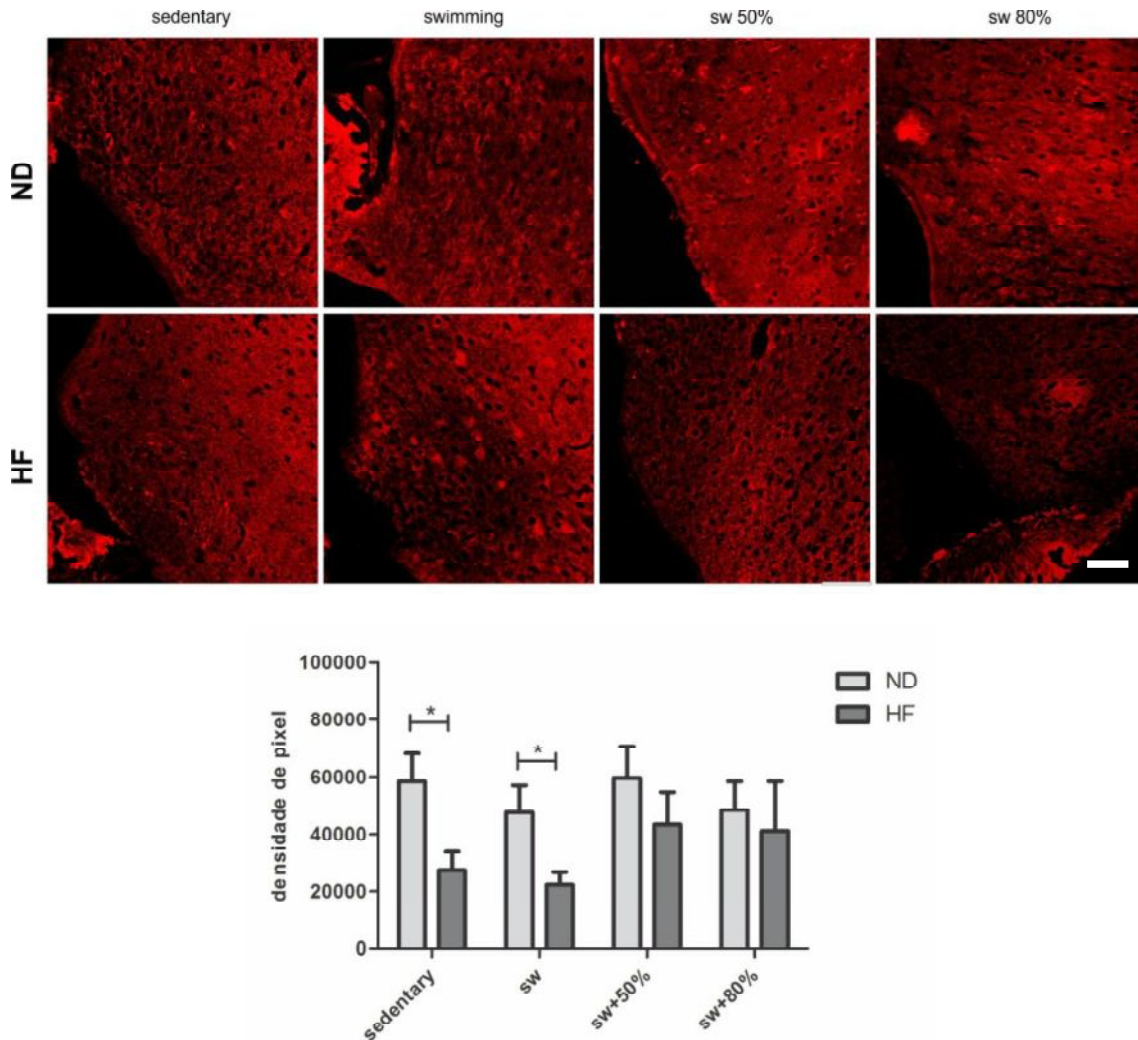 sedentary swimming sw 50% sw 80%
ND
HF
densidade de pixel
100000
80000
60000
40000
20000
0
* *
sedentary sw sw+50% sw+80%
ND
HF